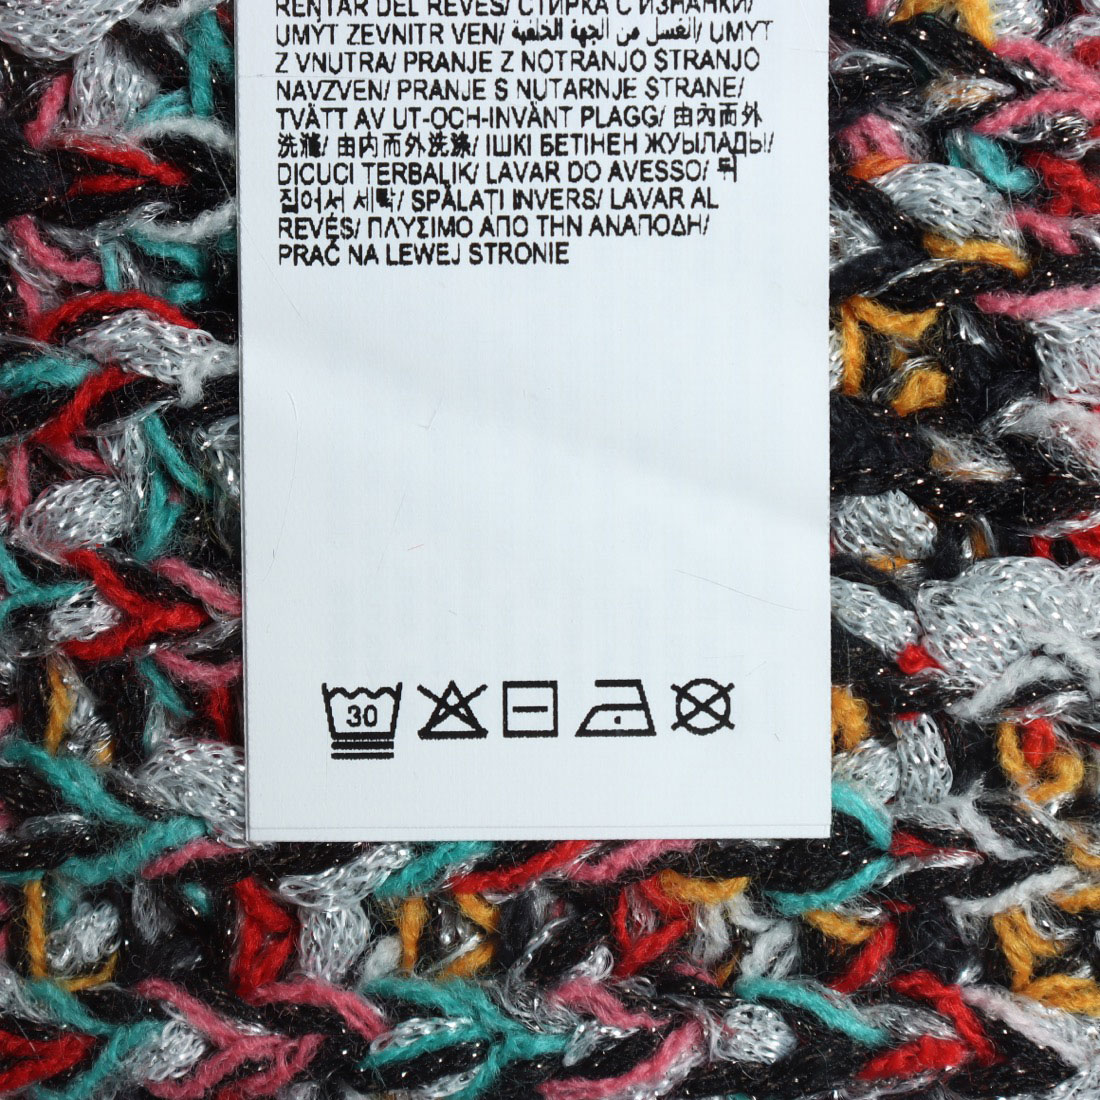 RENTAR DEL REVES/ СТИРКА С ИЗНАНКИ/
UMYT ZEVNITR VEN/ الغسل من الجهة الخلفية/ UMYT
Z VNUTRA/ PRANJE Z NOTRANJO STRANJO
NAVZVEN/ PRANJE S NUTARNJE STRANE/
TVÄTT AV UT-OCH-INVÄNT PLAGG/ 由內而外
洗滌/ 由内而外洗涤/ ІШКІ БЕТІНЕН ЖУЫЛАДЫ/
DICUCI TERBALIK/ LAVAR DO AVESSO/ 뒤
집어서 세탁/ SPĂLAȚI INVERS/ LAVAR AL
REVÉS/ ΠΛΥΣΙΜΟ ΑΠΟ ΤΗΝ ΑΝΑΠΟΔΗ/
PRAĆ NA LEWEJ STRONIE
30